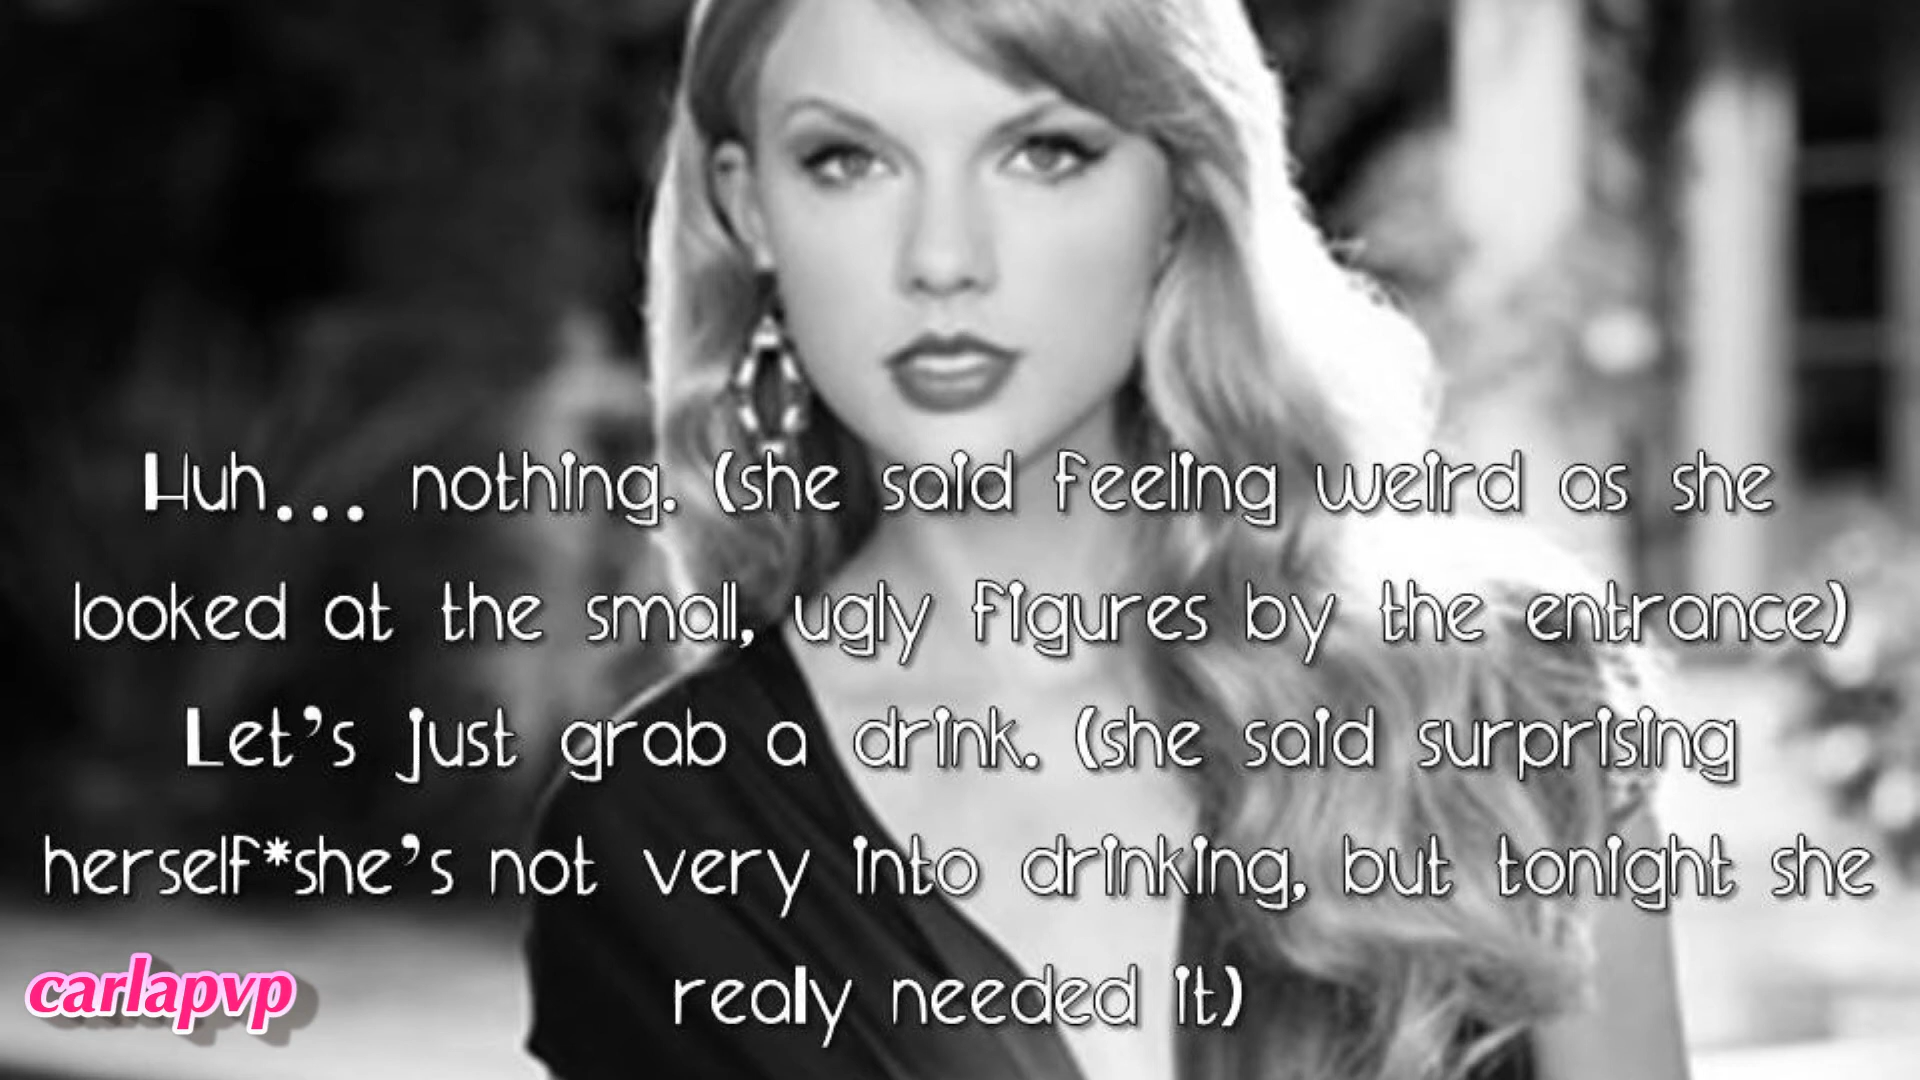 Huh... nothing. (she said feeling weird as she
looked at the small, ugly figures by the entrance)
Let's just grab a drink. (she said surprising
herself*she's not very into drinking, but tonight she
realy needed it)
carlapvp